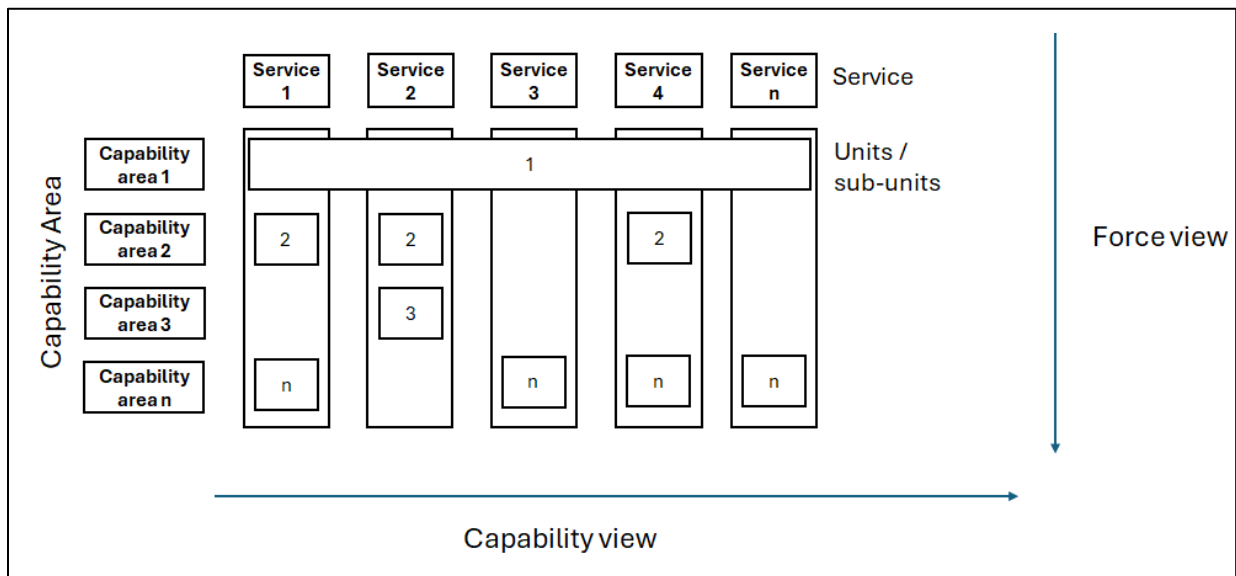 Service
1
Service
2
Service
3
Service
4
Service
n
Service
Capability
area 1
1
Units /
sub-units
Capability Area
Capability
area 2
2
2
2
Force view
Capability
area 3
3
Capability
area n
n
n
n
n
Capability view